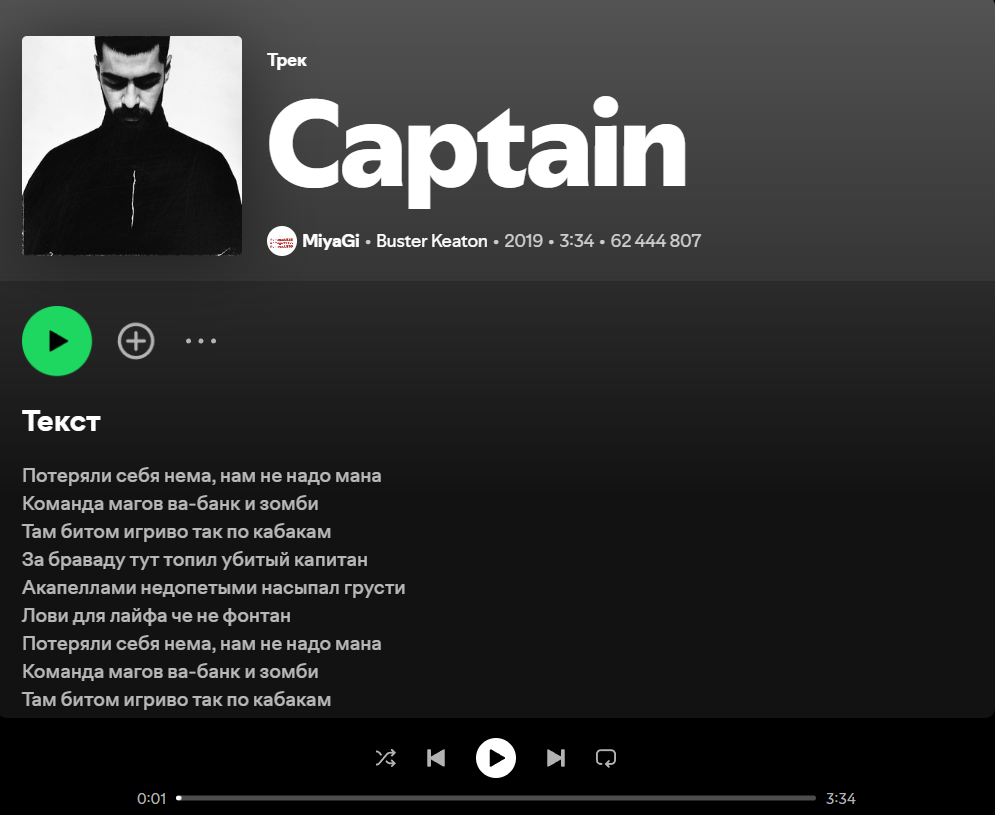 Трек
Captain
MiyaGi • Buster Keaton • 2019 • 3:34 • 62 444 807
Текст
Потеряли себя нема, нам не надо мана
Команда магов ва-банк и зомби
Там битом игриво так по кабакам
За браваду тут топил убитый капитан
Акапеллами недопетыми насыпал грусти
Лови для лайфа че не фонтан
Потеряли себя нема, нам не надо мана
Команда магов ва-банк и зомби
Там битом игриво так по кабакам
0:01 3:34